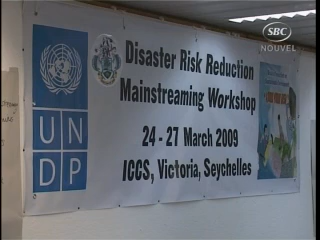 SBC
NOUVEL
Disaster Risk Reduction
Mainstreaming Workshop
24 - 27 March 2009
ICCS, Victoria, Seychelles
UN
DP